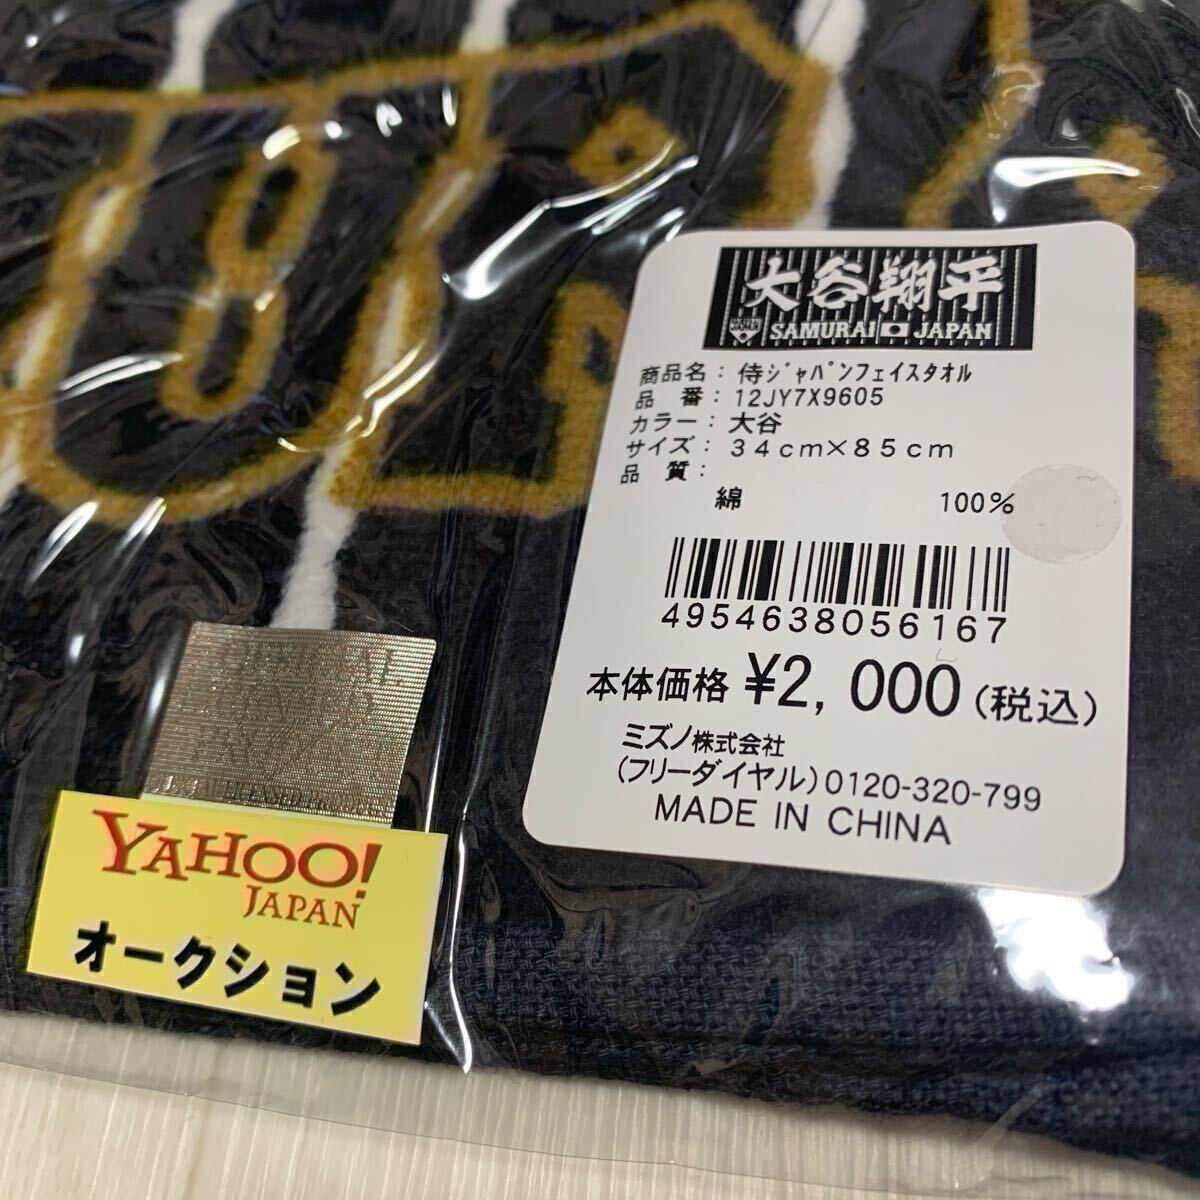 大谷翔平
SAMURAI JAPAN
商品名：侍ｼﾞｬﾊﾟﾝフェイスタオル
品　番：12JY7X9605
カラー：大谷
サイズ：３４ｃｍ×８５ｃｍ
品　質：
綿　100％
4954638056167
本体価格 ¥2,000(税込)
ミズノ株式会社
(フリーダイヤル)0120-320-799
MADE IN CHINA
YAHOO!
JAPAN
オークション